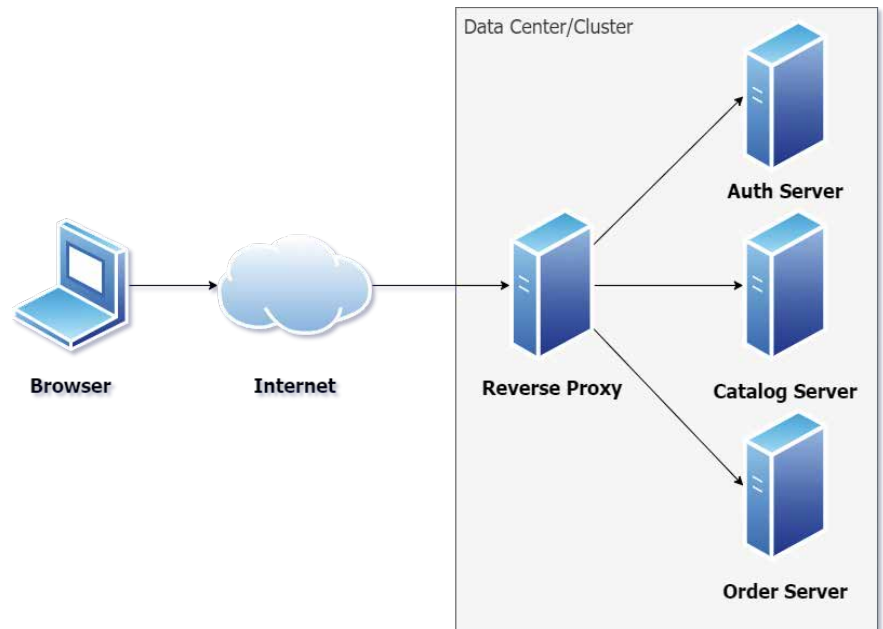 Data Center/Cluster
Auth Server
Browser
Internet
Reverse Proxy
Catalog Server
Order Server